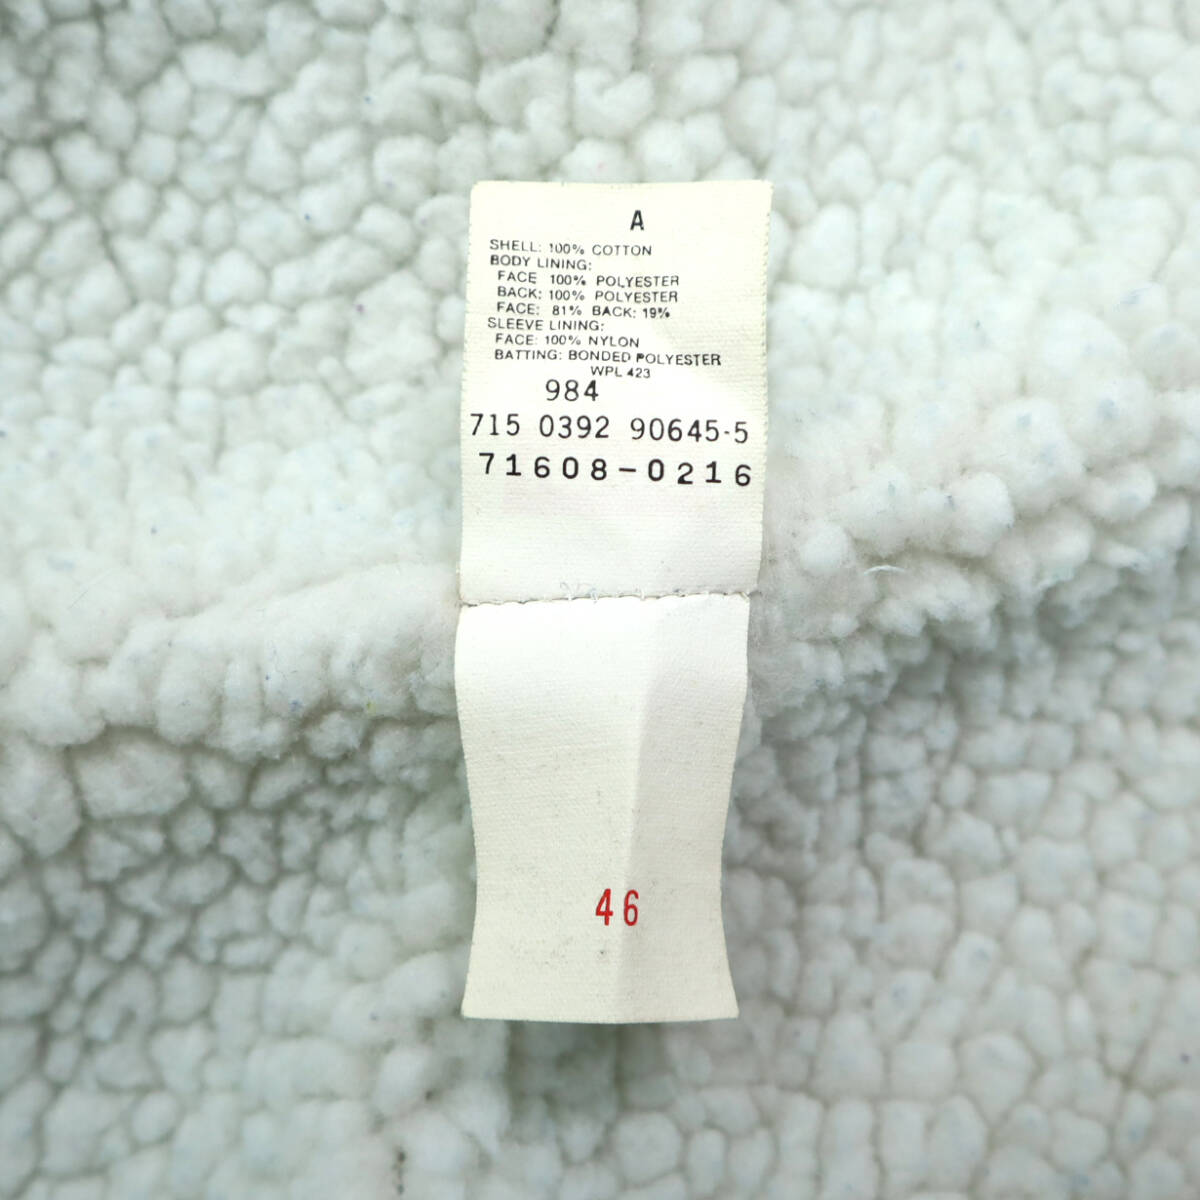 A
SHELL: 100% COTTON
BODY LINING:
FACE 100% POLYESTER
BACK: 100% POLYESTER
FACE: 81% BACK: 19%
SLEEVE LINING:
FACE: 100% NYLON
BATTING: BONDED POLYESTER
WPL 423
984
715 0392 90645-5
71608-0216
46